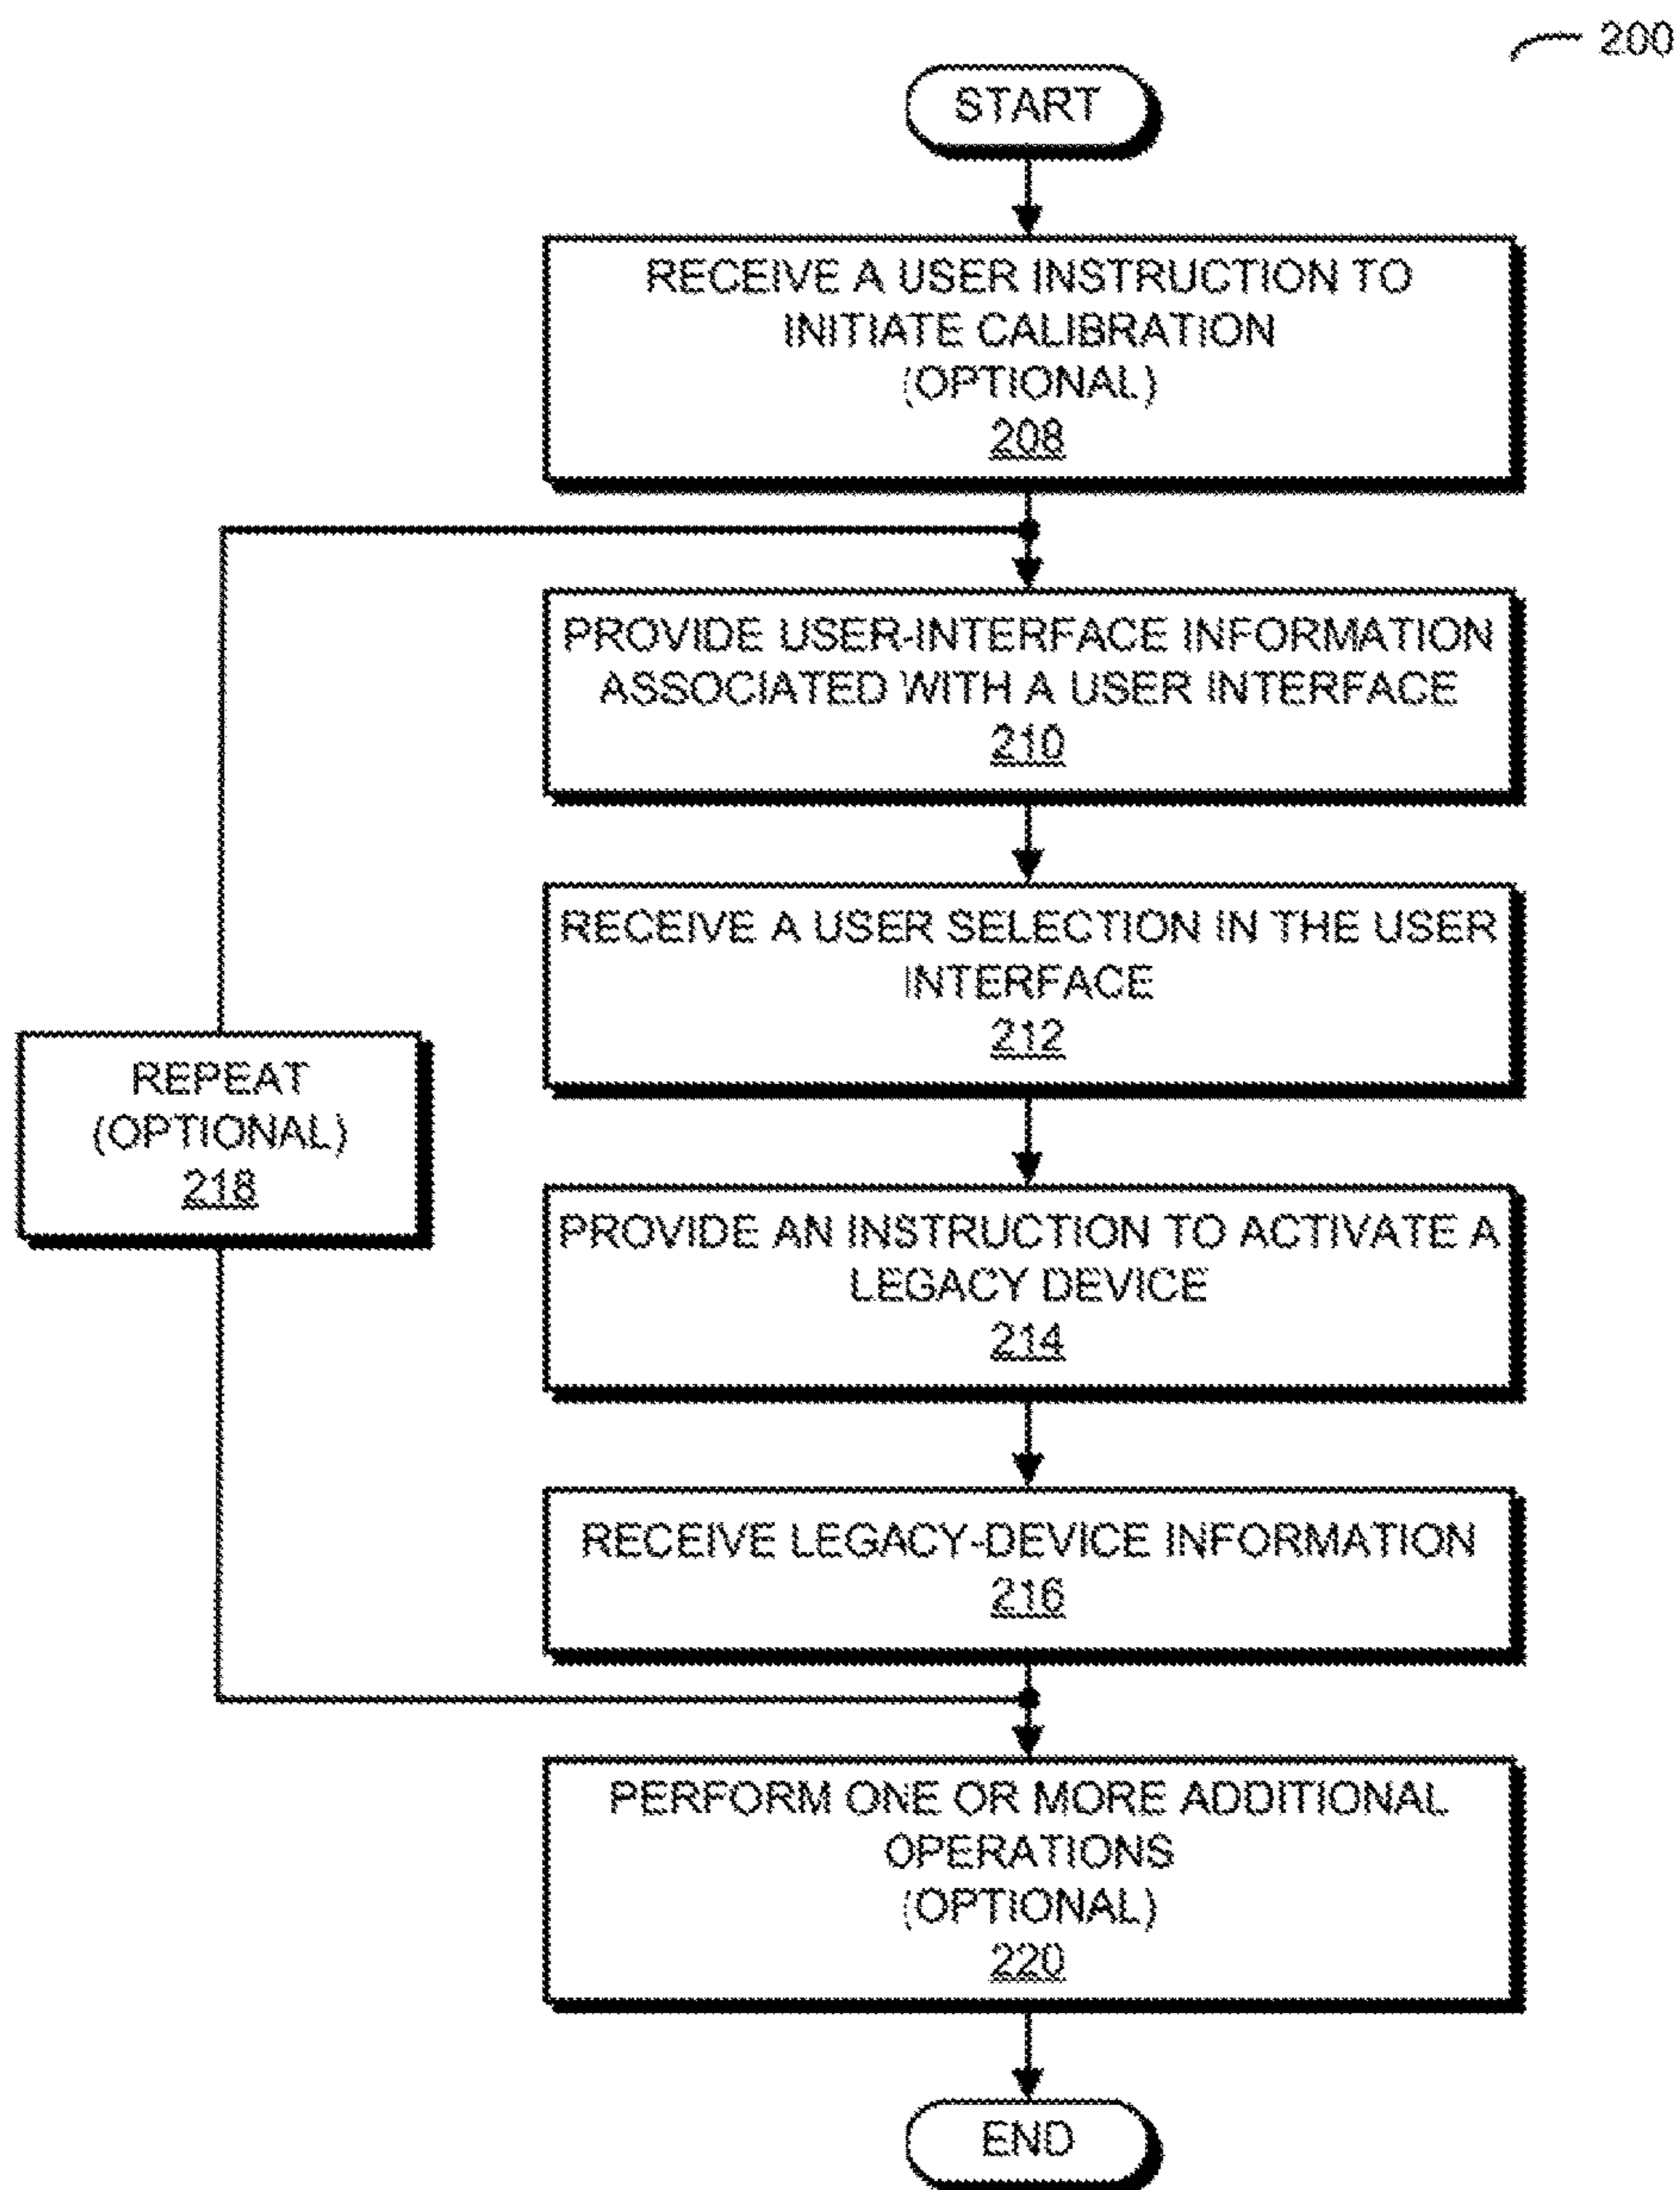 200
START
RECEIVE A USER INSTRUCTION TO
INITIATE CALIBRATION
(OPTIONAL)
208
PROVIDE USER-INTERFACE INFORMATION
ASSOCIATED WITH A USER INTERFACE
210
RECEIVE A USER SELECTION IN THE USER
INTERFACE
212
REPEAT
(OPTIONAL)
218
PROVIDE AN INSTRUCTION TO ACTIVATE A
LEGACY DEVICE
214
RECEIVE LEGACY-DEVICE INFORMATION
216
PERFORM ONE OR MORE ADDITIONAL
OPERATIONS
(OPTIONAL)
220
END